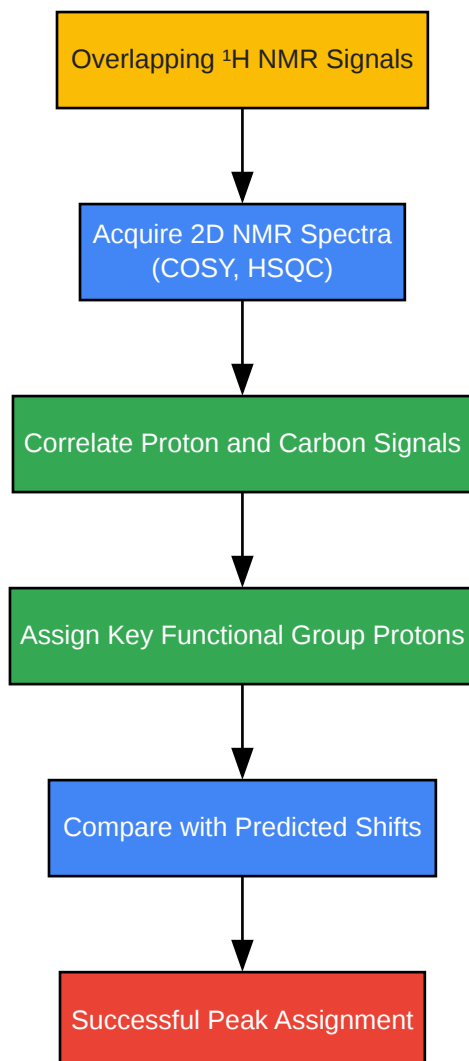 Overlapping ¹H NMR Signals
Acquire 2D NMR Spectra
(COSY, HSQC)
Correlate Proton and Carbon Signals
Assign Key Functional Group Protons
Compare with Predicted Shifts
Successful Peak Assignment